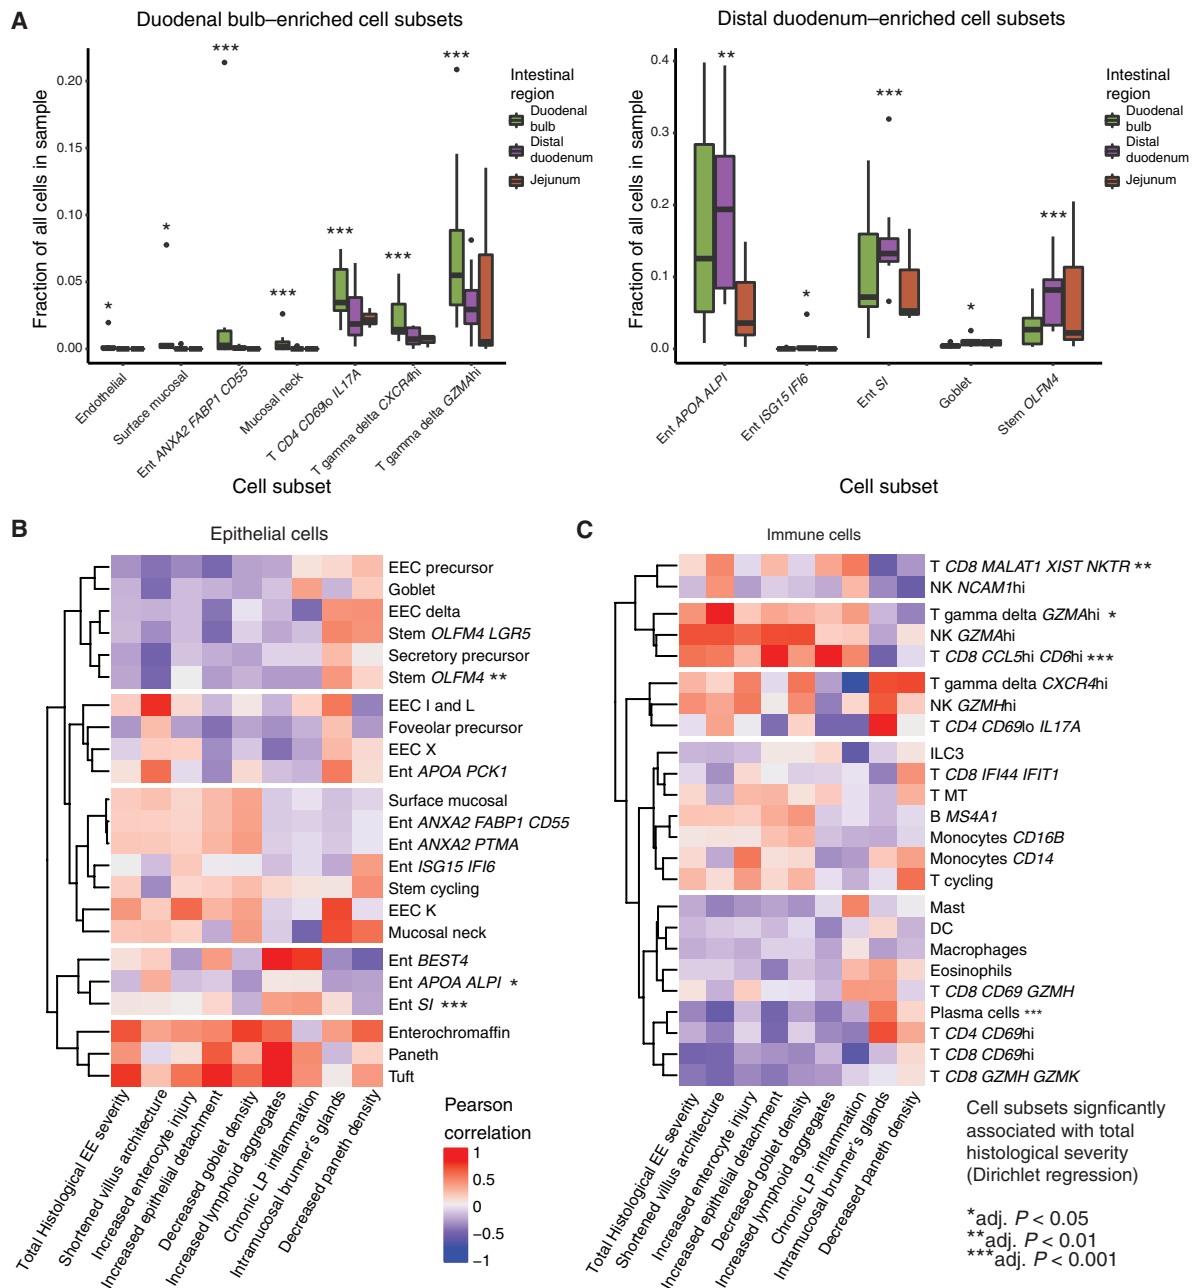 A
Duodenal bulb–enriched cell subsets
Distal duodenum–enriched cell subsets
Fraction of all cells in sample
0.20
0.15
0.10
0.05
0.00
* * *** *** *** *** ***
Endothelial
Surface mucosal
Ent ANXA2 FABP1 CD55
Mucosal neck
T CD4 CD69lo IL17A
T gamma delta CXCR4hi
T gamma delta GZMAhi
Cell subset
Intestinal
region
Duodenal
bulb
Distal
duodenum
Jejunum
Fraction of all cells in sample
0.4
0.3
0.2
0.1
0.0
** * *** * ***
Ent APOA ALPI
Ent ISG15 IFI6
Ent SI
Goblet
Stem OLFM4
Cell subset
Intestinal
region
Duodenal
bulb
Distal
duodenum
Jejunum
B
Epithelial cells
EEC precursor
Goblet
EEC delta
Stem OLFM4 LGR5
Secretory precursor
Stem OLFM4 **
EEC I and L
Foveolar precursor
EEC X
Ent APOA PCK1
Surface mucosal
Ent ANXA2 FABP1 CD55
Ent ANXA2 PTMA
Ent ISG15 IFI6
Stem cycling
EEC K
Mucosal neck
Ent BEST4
Ent APOA ALPI *
Ent SI ***
Enterochromaffin
Paneth
Tuft
Total Histological EE severity
Shortened villus architecture
Increased enterocyte injury
Increased epithelial detachment
Decreased goblet density
Increased lymphoid aggregates
Chronic LP inflammation
Intramucosal brunner's glands
Decreased paneth density
Pearson
correlation
1
0.5
0
−0.5
−1
C
Immune cells
T CD8 MALAT1 XIST NKTR **
NK NCAM1hi
T gamma delta GZMAhi *
NK GZMAhi
T CD8 CCL5hi CD6hi ***
T gamma delta CXCR4hi
NK GZMHhi
T CD4 CD69lo IL17A
ILC3
T CD8 IFI44 IFIT1
T MT
B MS4A1
Monocytes CD16B
Monocytes CD14
T cycling
Mast
DC
Macrophages
Eosinophils
T CD8 CD69 GZMH
Plasma cells ***
T CD4 CD69hi
T CD8 CD69hi
T CD8 GZMH GZMK
Total Histological EE severity
Shortened villus architecture
Increased enterocyte injury
Increased epithelial detachment
Decreased goblet density
Increased lymphoid aggregates
Chronic LP inflammation
Intramucosal brunner's glands
Decreased paneth density
Cell subsets signficantly
associated with total
histological severity
(Dirichlet regression)
*adj. P < 0.05
**adj. P < 0.01
***adj. P < 0.001